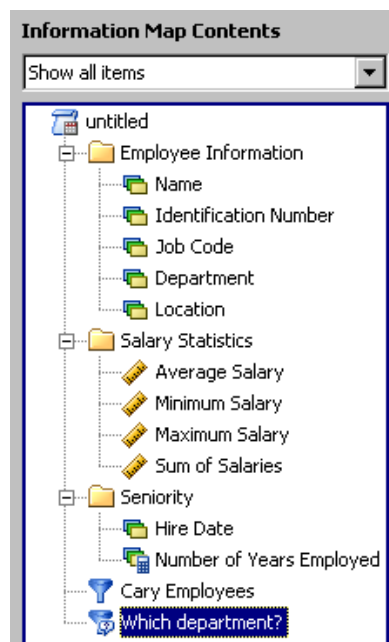 Information Map Contents
Show all items
untitled
Employee Information
Name
Identification Number
Job Code
Department
Location
Salary Statistics
Average Salary
Minimum Salary
Maximum Salary
Sum of Salaries
Seniority
Hire Date
Number of Years Employed
Cary Employees
Which department?